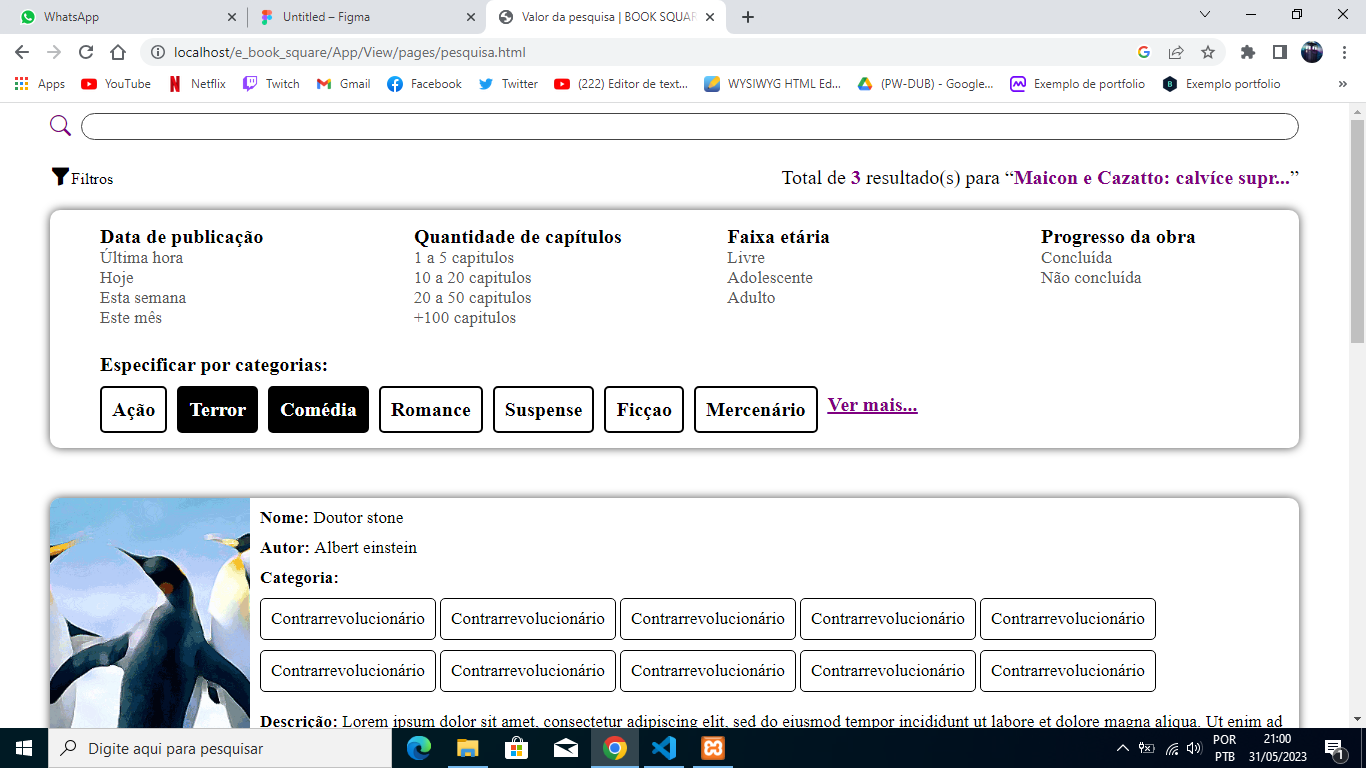 WhatsApp
Untitled – Figma
Valor da pesquisa | BOOK SQUAR
localhost/e_book_square/App/View/pages/pesquisa.html
Apps YouTube Netflix Twitch Gmail Facebook Twitter (222) Editor de text... WYSIWYG HTML Ed... (PW-DUB) - Google... Exemplo de portfolio Exemplo portfolio »
Filtros
Total de 3 resultado(s) para “Maicon e Cazatto: calvíce supr...”
Data de publicação
Última hora
Hoje
Esta semana
Este mês
Quantidade de capítulos
1 a 5 capitulos
10 a 20 capitulos
20 a 50 capitulos
+100 capitulos
Faixa etária
Livre
Adolescente
Adulto
Progresso da obra
Concluída
Não concluída
Especificar por categorias:
Ação Terror Comédia Romance Suspense Ficçao Mercenário Ver mais...
Nome: Doutor stone
Autor: Albert einstein
Categoria:
Contrarrevolucionário Contrarrevolucionário Contrarrevolucionário Contrarrevolucionário Contrarrevolucionário
Contrarrevolucionário Contrarrevolucionário Contrarrevolucionário Contrarrevolucionário Contrarrevolucionário
Descrição: Lorem ipsum dolor sit amet, consectetur adipiscing elit, sed do eiusmod tempor incididunt ut labore et dolore magna aliqua. Ut enim ad
Digite aqui para pesquisar
POR
PTB
21:00
31/05/2023
1